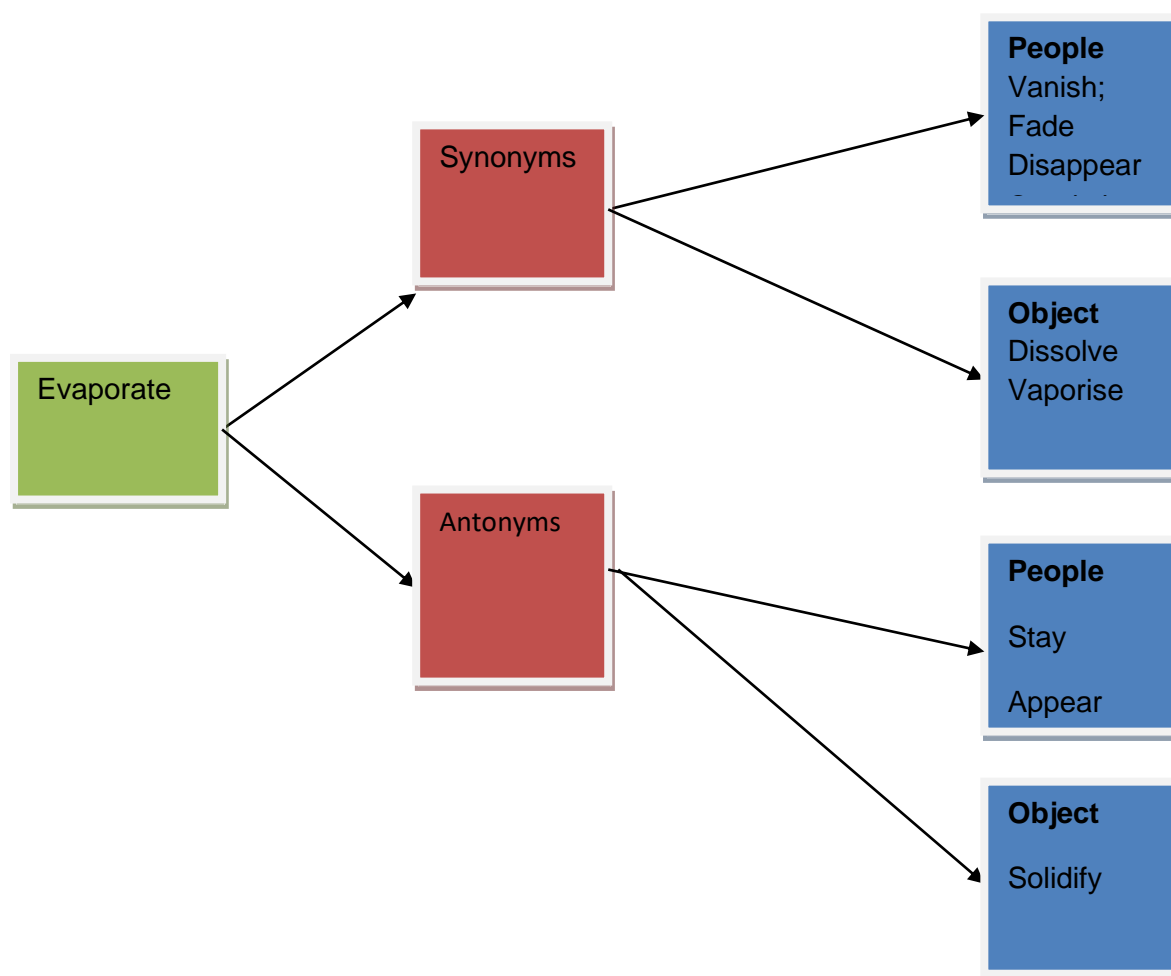 People
Vanish;
Fade
Disappear
Synonyms
Object
Dissolve
Vaporise
Evaporate
Antonyms
People
Stay
Appear
Object
Solidify